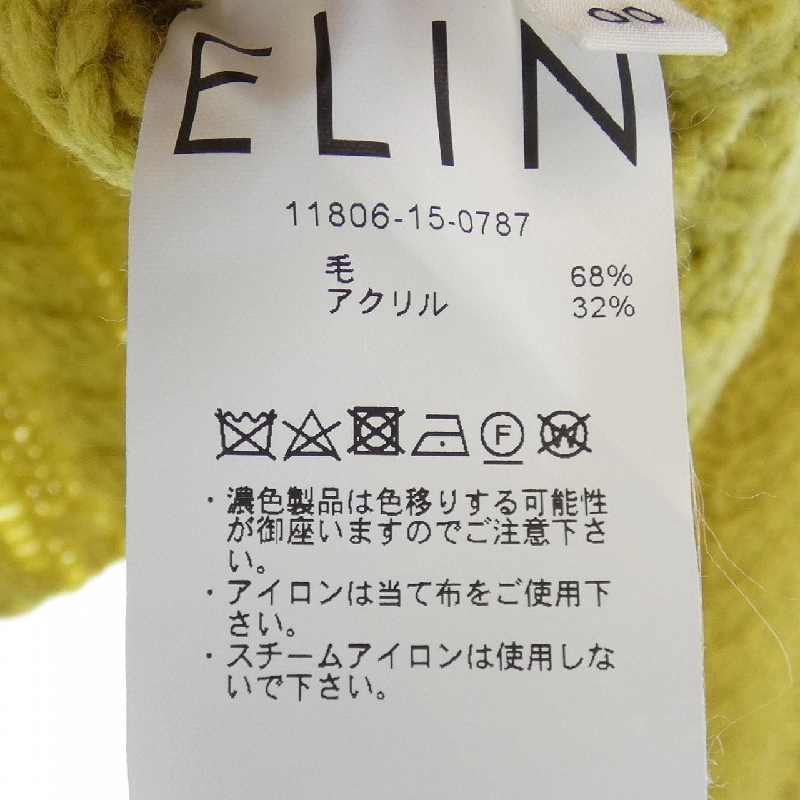 00
ELIN
11806-15-0787
毛 68%
アクリル 32%
F W
・濃色製品は色移りする可能性
が御座いますのでご注意下さ
い。
・アイロンは当て布をご使用下
さい。
・スチームアイロンは使用しな
いで下さい。